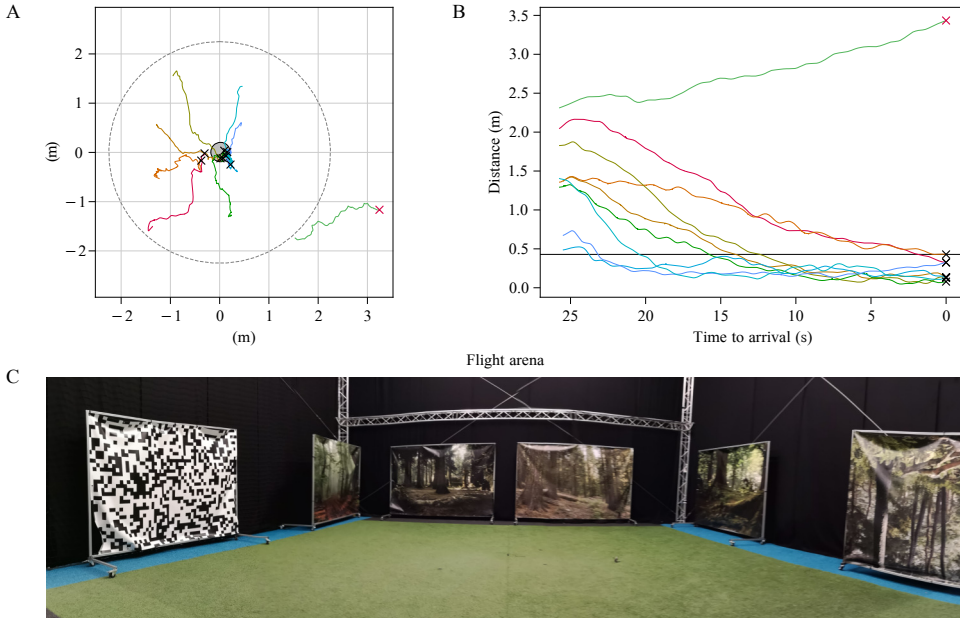 A
2
1
0
−1
−2
(m)
−2 −1 0 1 2 3
(m)
B
3.5
3.0
2.5
2.0
1.5
1.0
0.5
0.0
Distance (m)
25 20 15 10 5 0
Time to arrival (s)
Flight arena
C